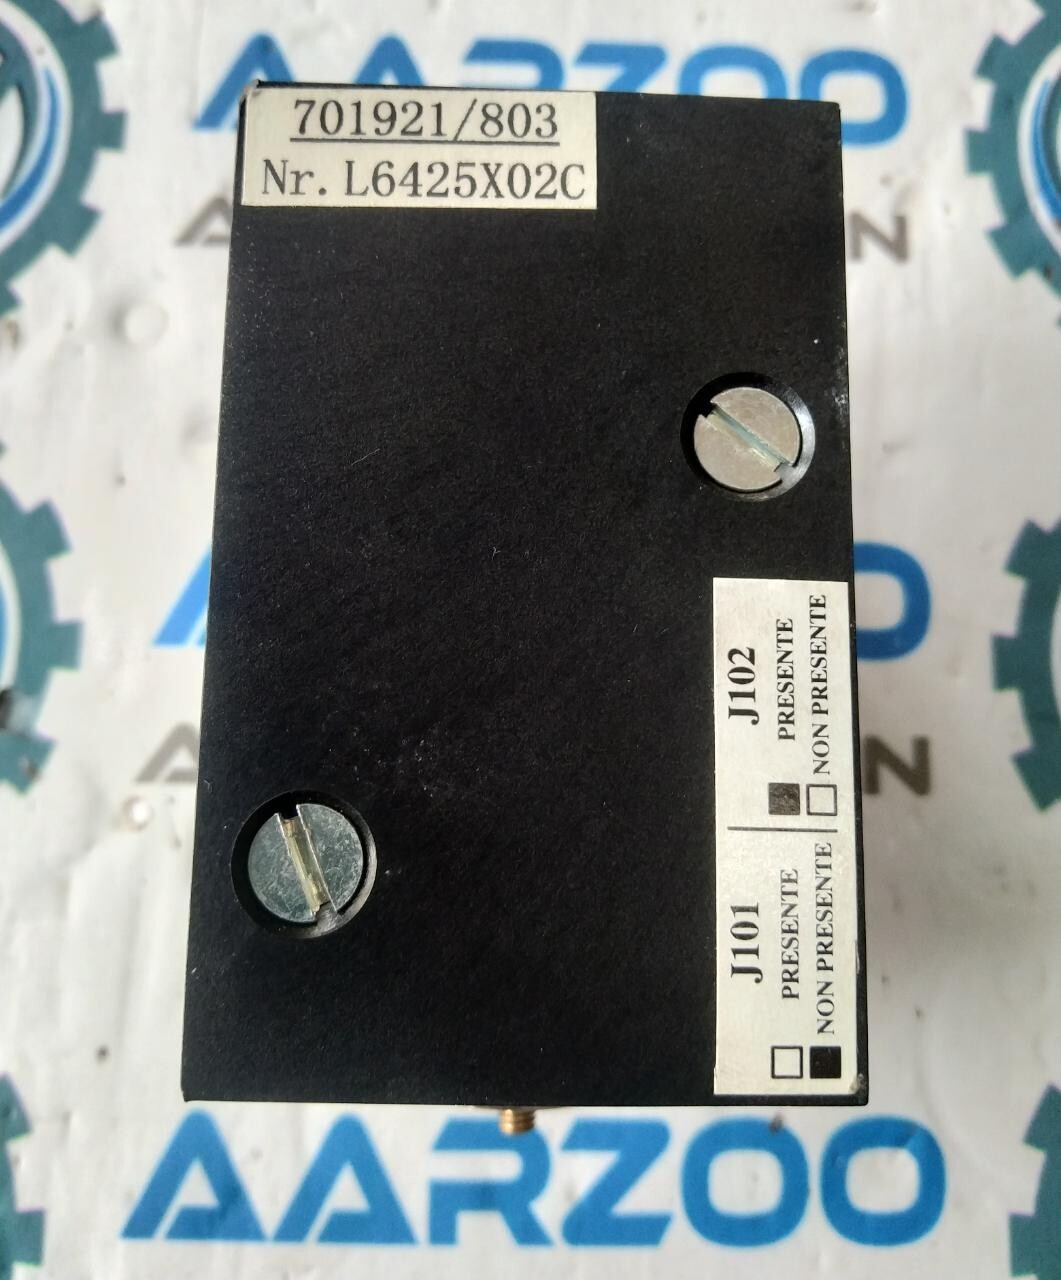 AARZOO
701921/803
Nr. L6425X02C
J101
PRESENTE
NON PRESENTE
J102
PRESENTE
NON PRESENTE
AARZOO